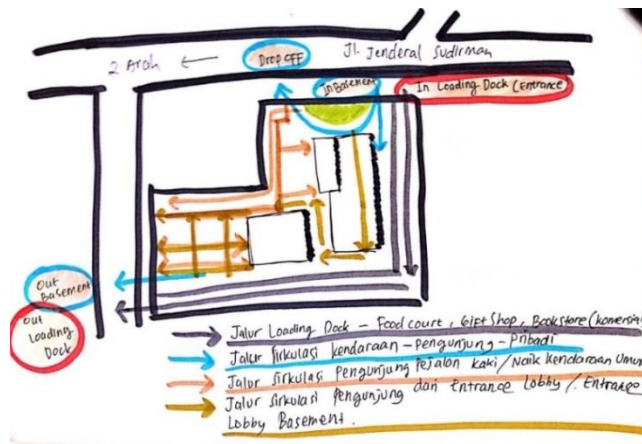 Jl. Jenderal Sudirman
2 Arah
Drop OFF
In Basement
In Loading Dock (Entrance)
Out
Basement
Out
Loading
Dock
Jalur Loading Dock - Food court, Gift Shop, Bookstore (komersial
Jalur Sirkulasi kendaraan - Pengunjung - Pribadi
Jalur Sirkulasi Pengunjung Pejalan kaki / Naik Kendaraan Umum
Jalur Sirkulasi Pengunjung dari Entrance Lobby / Entrance
Lobby Basement.